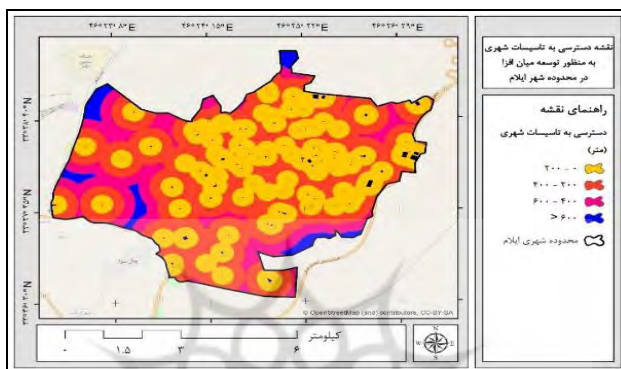 نقشه دسترسی به تاسیسات شهری
به منظور توسعه میان افزا
در محدوده شهر ایلام
راهنمای نقشه
دسترسی به تاسیسات شهری
(متر)
۰ - ۲۰۰
۲۰۰ - ۴۰۰
۴۰۰ - ۶۰۰
> ۶۰۰
محدوده شهری ایلام
© OpenStreetMap (and) contributors, CC-BY-SA
کیلومتر
۰ ۱.۵ ۳ ۶
N
W E
S